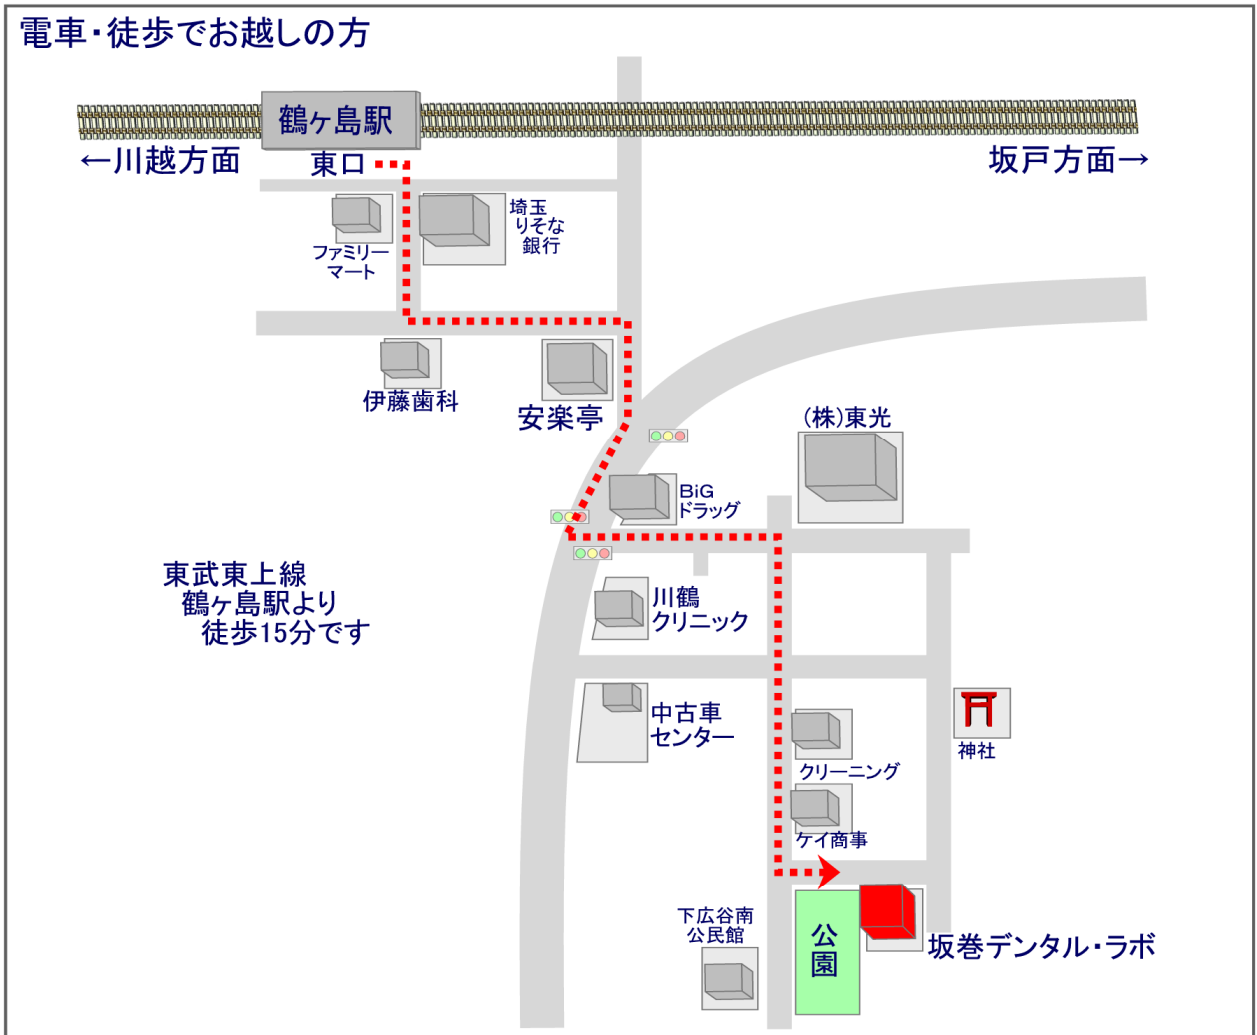 電車・徒歩でお越しの方
鶴ヶ島駅
←川越方面
東口
坂戸方面→
ファミリー
マート
埼玉
りそな
銀行
伊藤歯科
安楽亭
(株)東光
BiG
ドラッグ
東武東上線
鶴ヶ島駅より
徒歩15分です
川鶴
クリニック
中古車
センター
神社
クリーニング
ケイ商事
下広谷南
公民館
公
園
坂巻デンタル・ラボ